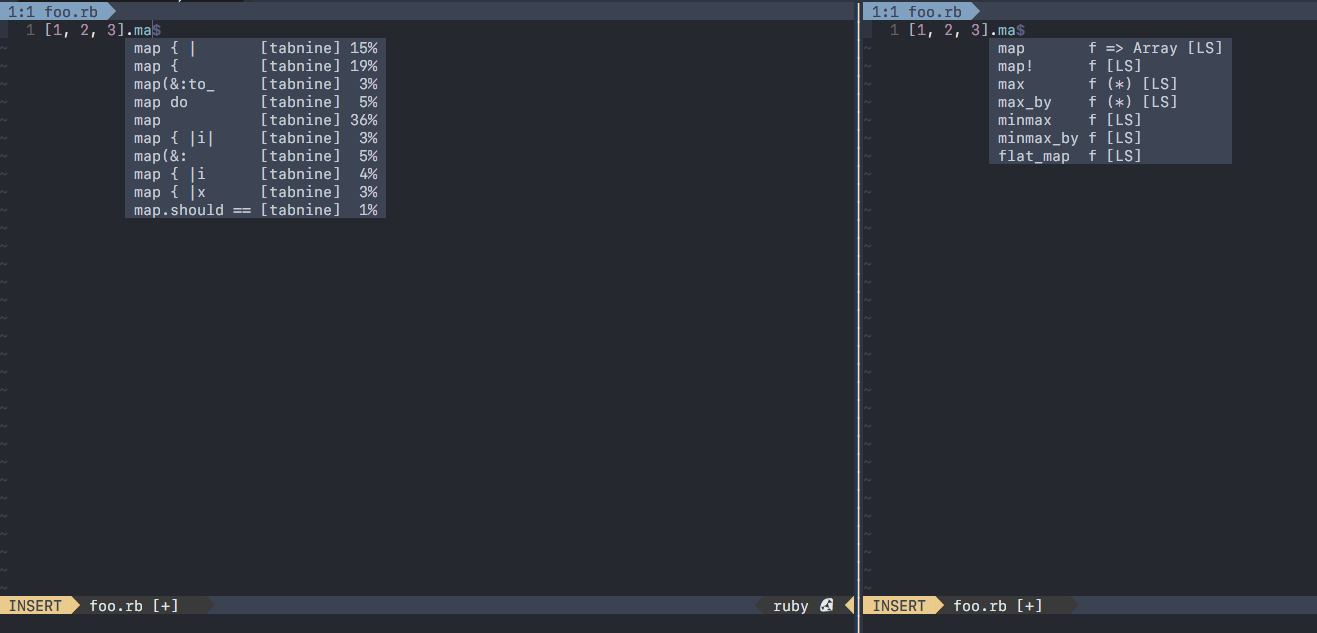 1:1 foo.rb
1 [1, 2, 3].ma$
map { | [tabnine] 15%
map { [tabnine] 19%
map(&:to_ [tabnine] 3%
map do [tabnine] 5%
map [tabnine] 36%
map { |i| [tabnine] 3%
map(&: [tabnine] 5%
map { |i [tabnine] 4%
map { |x [tabnine] 3%
map.should == [tabnine] 1%
~
INSERT foo.rb [+] ruby
1:1 foo.rb
1 [1, 2, 3].ma$
map f => Array [LS]
map! f [LS]
max f (*) [LS]
max_by f (*) [LS]
minmax f [LS]
minmax_by f [LS]
flat_map f [LS]
~
INSERT foo.rb [+]